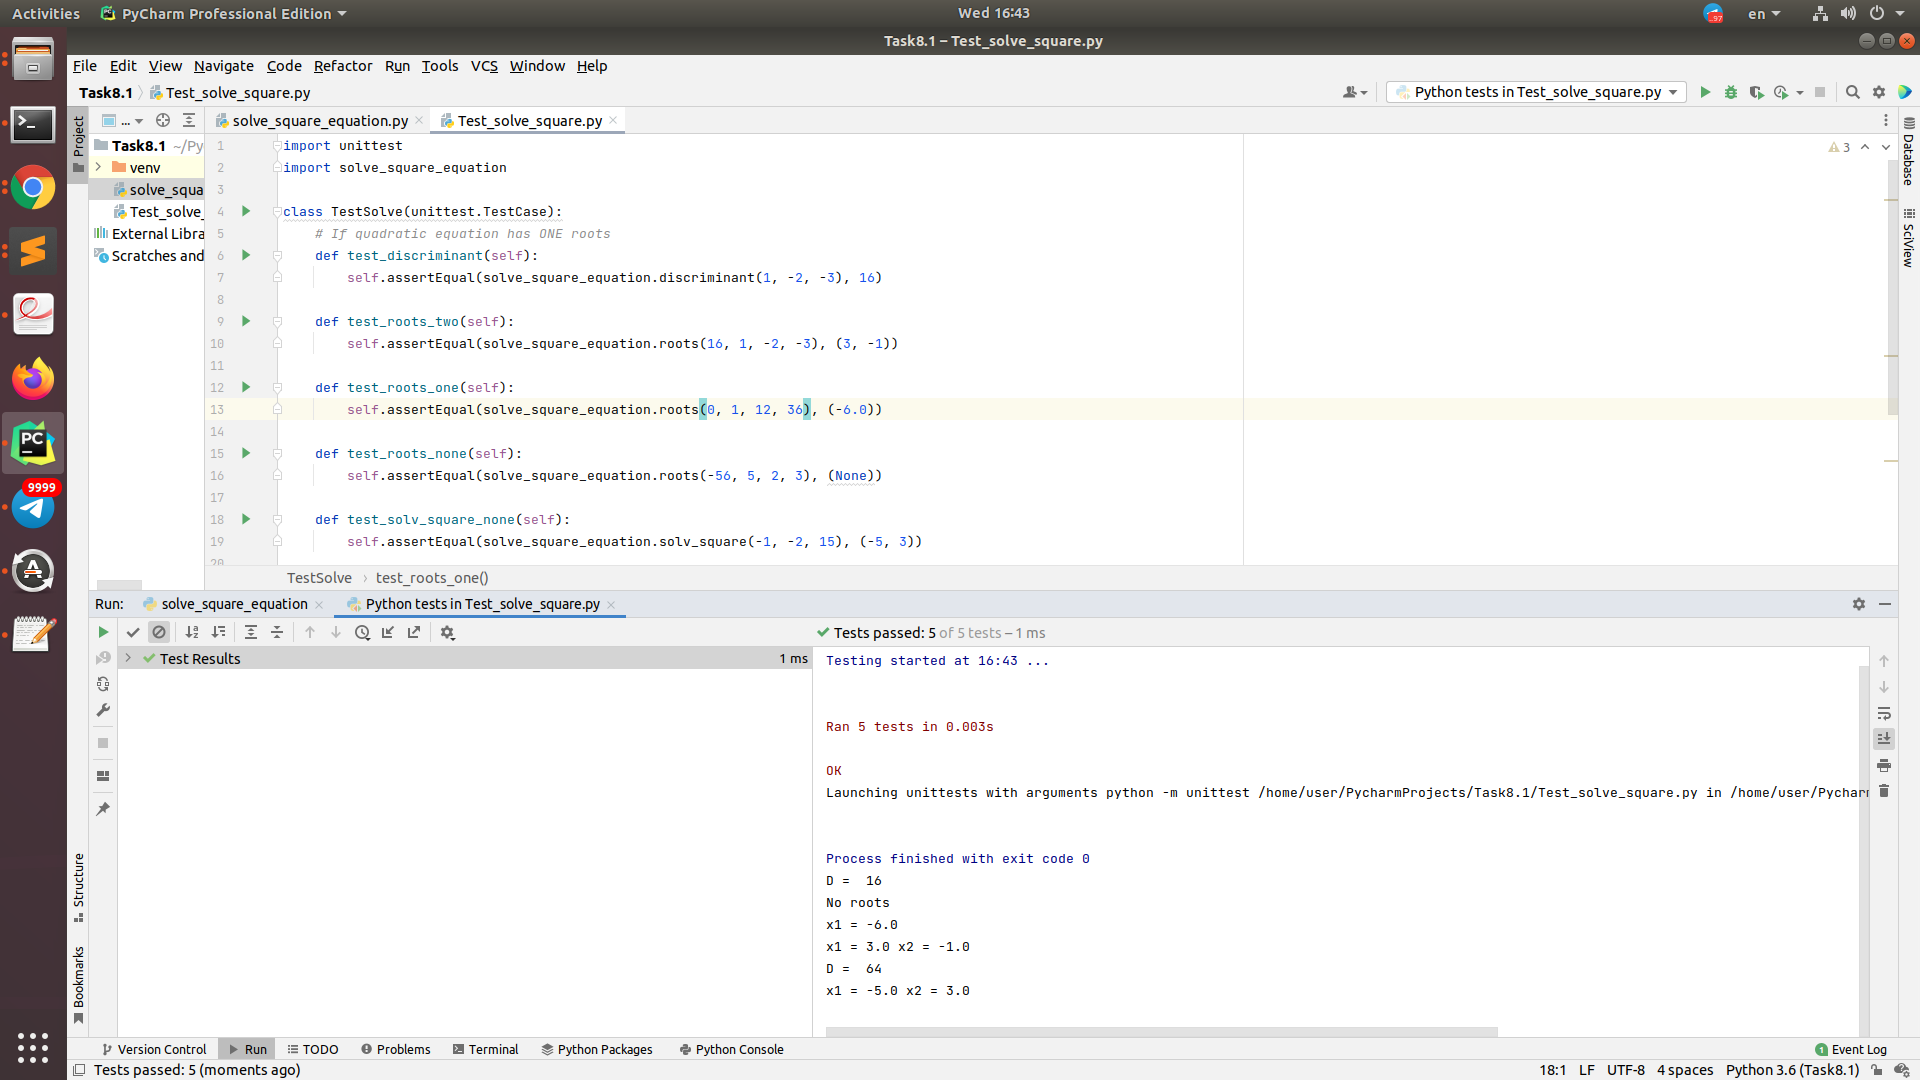 Activities PyCharm Professional Edition Wed 16:43 97 en
Task8.1 – Test_solve_square.py
File Edit View Navigate Code Refactor Run Tools VCS Window Help
Task8.1 Test_solve_square.py Python tests in Test_solve_square.py
Project ... solve_square_equation.py Test_solve_square.py
Task8.1 ~/Py
venv
solve_squa
Test_solve_
External Libra
Scratches and
1 import unittest
2 import solve_square_equation
3
4 class TestSolve(unittest.TestCase):
5 # If quadratic equation has ONE roots
6 def test_discriminant(self):
7 self.assertEqual(solve_square_equation.discriminant(1, -2, -3), 16)
8
9 def test_roots_two(self):
10 self.assertEqual(solve_square_equation.roots(16, 1, -2, -3), (3, -1))
11
12 def test_roots_one(self):
13 self.assertEqual(solve_square_equation.roots(0, 1, 12, 36), (-6.0))
14
15 def test_roots_none(self):
16 self.assertEqual(solve_square_equation.roots(-56, 5, 2, 3), (None))
17
18 def test_solv_square_none(self):
19 self.assertEqual(solve_square_equation.solv_square(-1, -2, 15), (-5, 3))
20
3
Database
SciView
PC
9999
TestSolve › test_roots_one()
Run: solve_square_equation Python tests in Test_solve_square.py
Tests passed: 5 of 5 tests – 1 ms
Test Results 1 ms
Testing started at 16:43 ...
Ran 5 tests in 0.003s
OK
Launching unittests with arguments python -m unittest /home/user/PycharmProjects/Task8.1/Test_solve_square.py in /home/user/Pychar
Process finished with exit code 0
D =  16
No roots
x1 = -6.0
x1 = 3.0 x2 = -1.0
D =  64
x1 = -5.0 x2 = 3.0
Structure
Bookmarks
Version Control Run TODO Problems Terminal Python Packages Python Console 1 Event Log
Tests passed: 5 (moments ago) 18:1 LF UTF-8 4 spaces Python 3.6 (Task8.1)